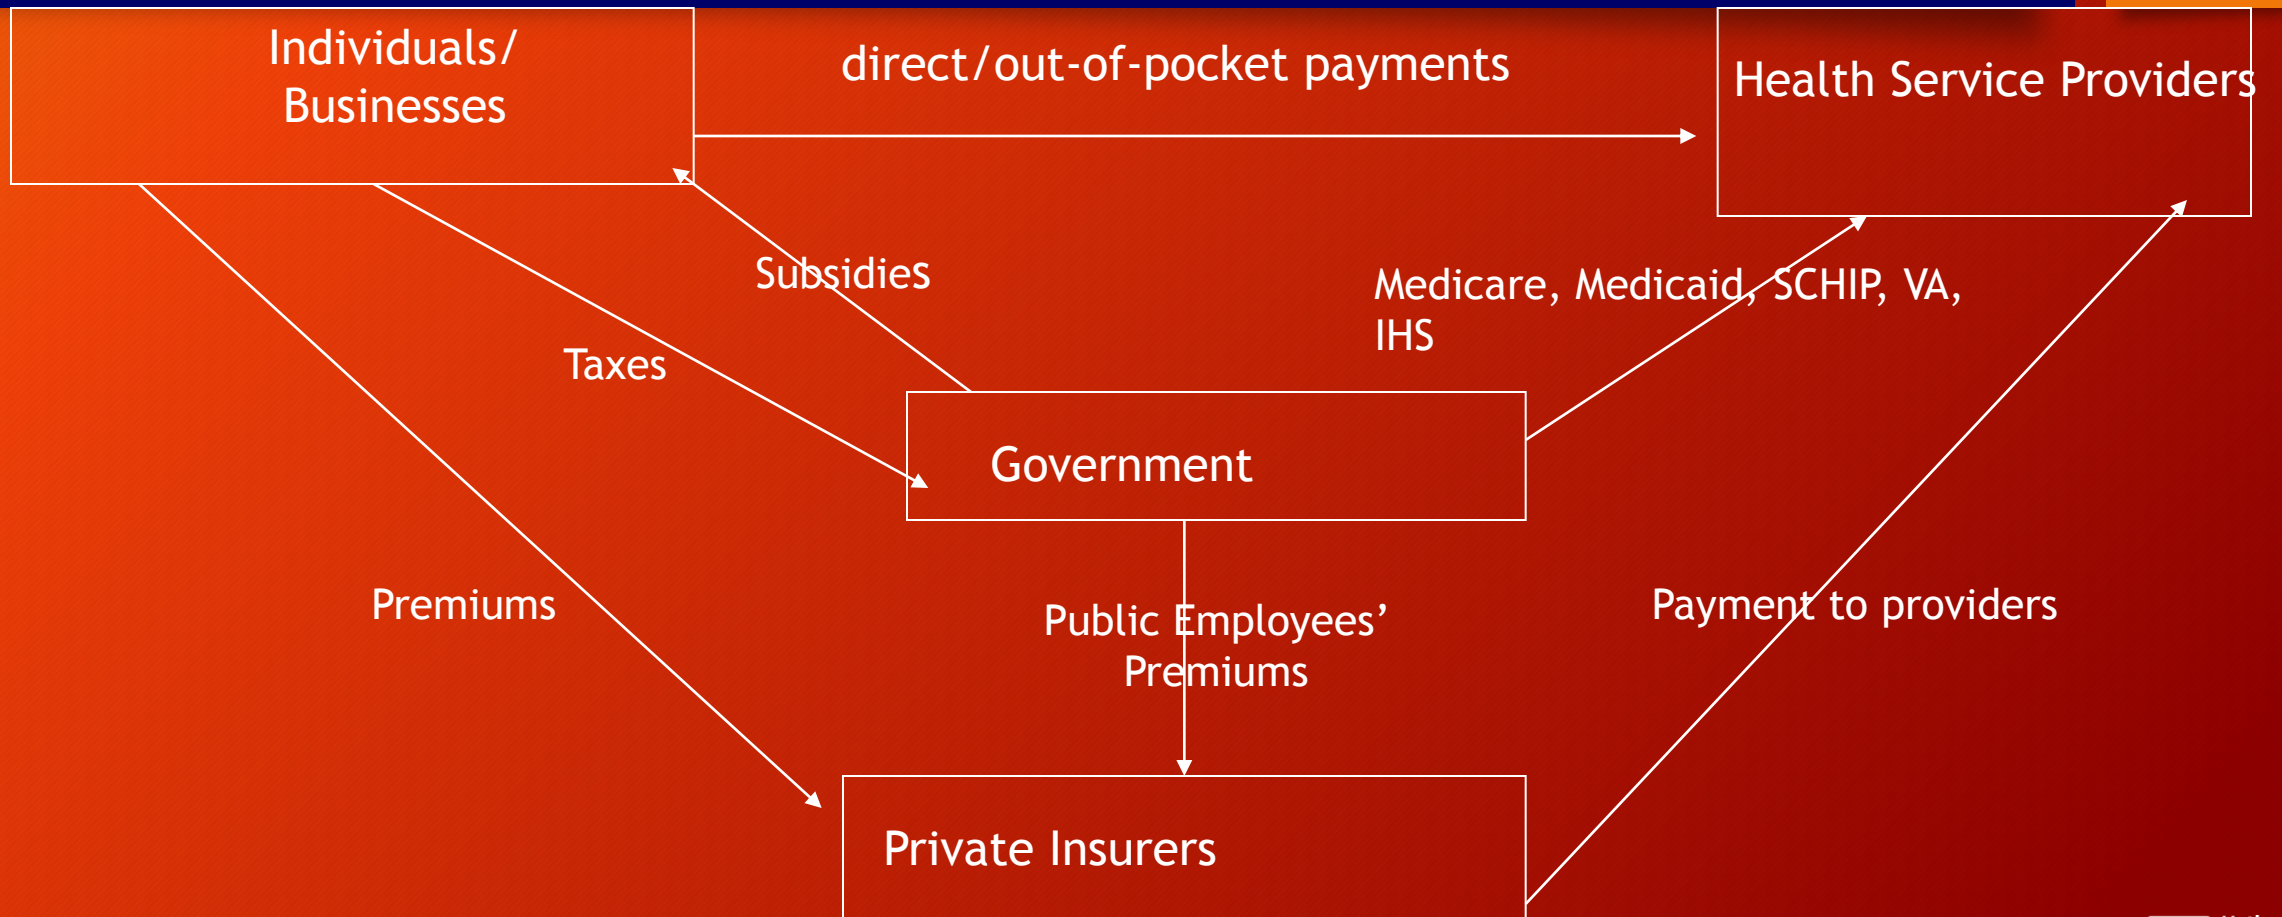 Individuals/
Businesses
direct/out-of-pocket payments
Health Service Providers
Subsidies
Medicare, Medicaid, SCHIP, VA,
IHS
Taxes
Government
Premiums
Public Employees’
Premiums
Payment to providers
Private Insurers